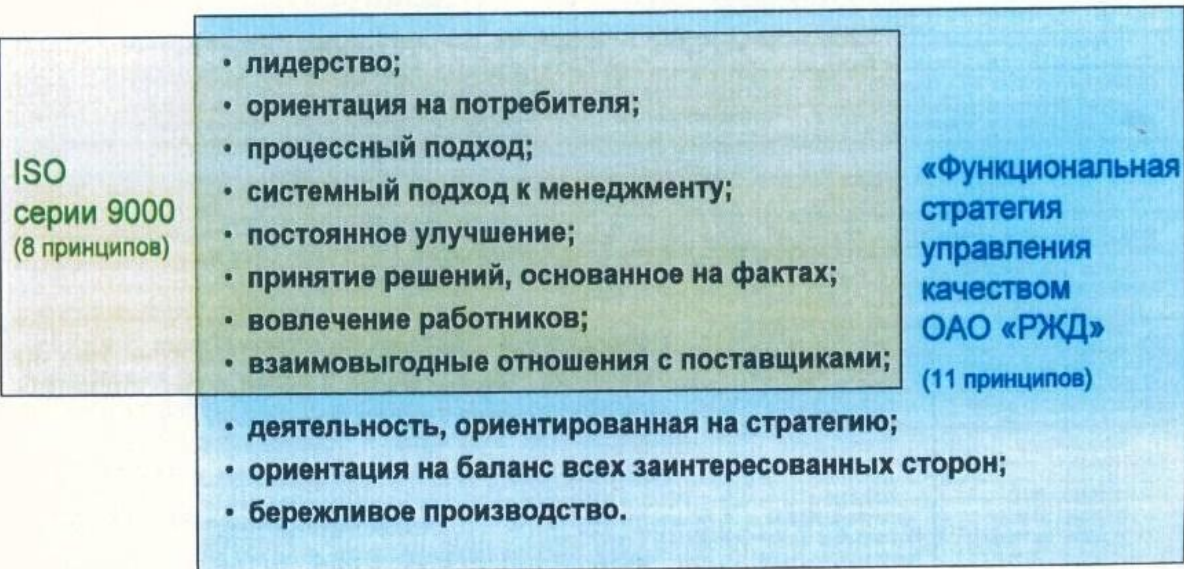 ISO
серии 9000
(8 принципов)
• лидерство;
• ориентация на потребителя;
• процессный подход;
• системный подход к менеджменту;
• постоянное улучшение;
• принятие решений, основанное на фактах;
• вовлечение работников;
• взаимовыгодные отношения с поставщиками;
• деятельность, ориентированная на стратегию;
• ориентация на баланс всех заинтересованных сторон;
• бережливое производство.
«Функциональная
стратегия
управления
качеством
ОАО «РЖД»
(11 принципов)